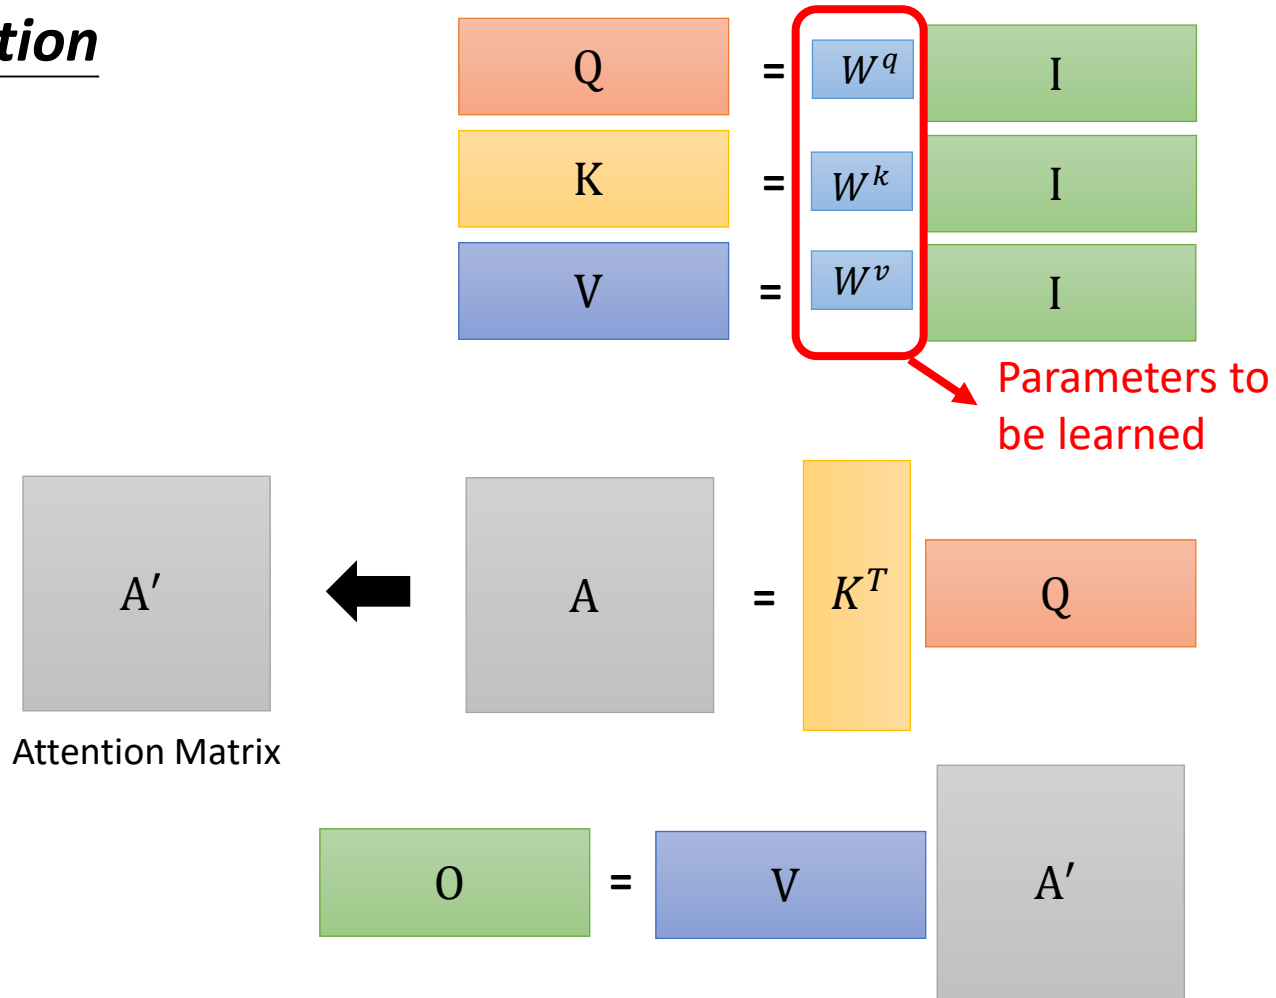 tion
Q = W^q I
K = W^k I
V = W^v I
Parameters to
be learned
A′ A = K^T Q
Attention Matrix
O = V A′